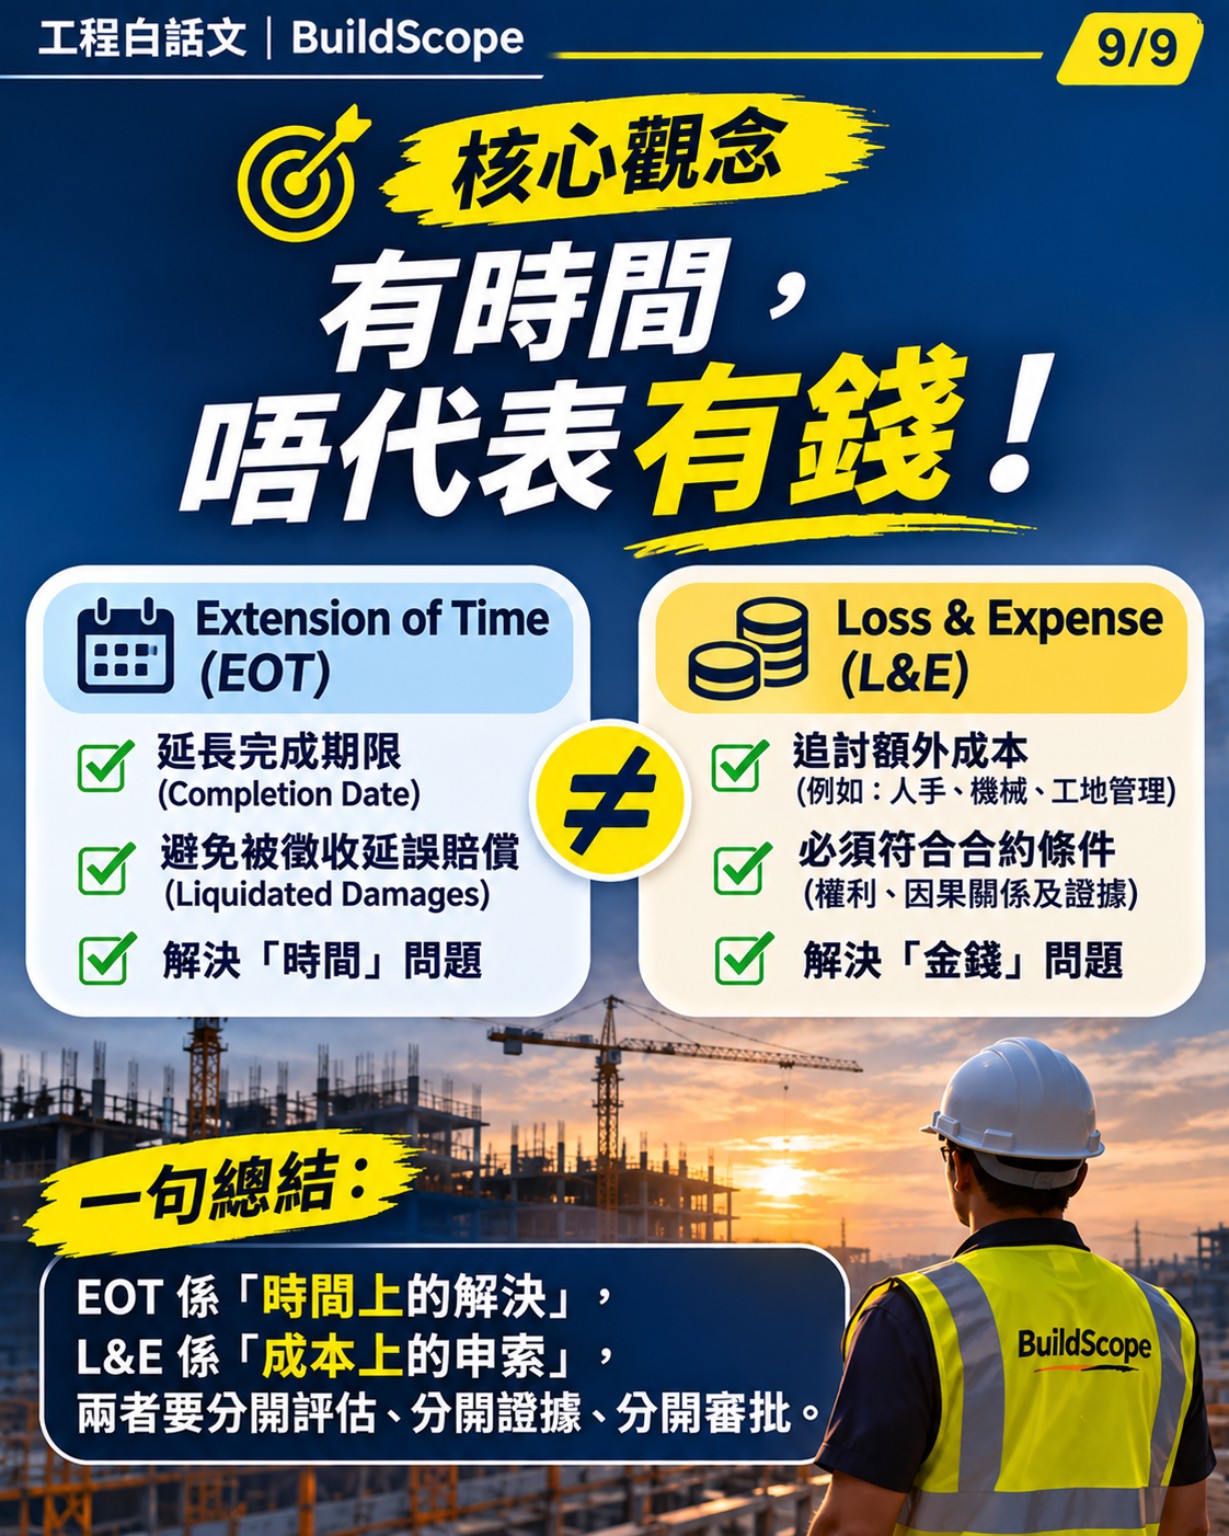 工程白話文｜BuildScope
9/9
核心觀念
有時間，
唔代表有錢！
Extension of Time
(EOT)
延長完成期限
(Completion Date)
避免被徵收延誤賠償
(Liquidated Damages)
解決「時間」問題
≠
Loss & Expense
(L&E)
追討額外成本
(例如：人手、機械、工地管理)
必須符合合約條件
(權利、因果關係及證據)
解決「金錢」問題
一句總結：
EOT 係「時間上的解決」，
L&E 係「成本上的申索」，
兩者要分開評估、分開證據、分開審批。
BuildScope